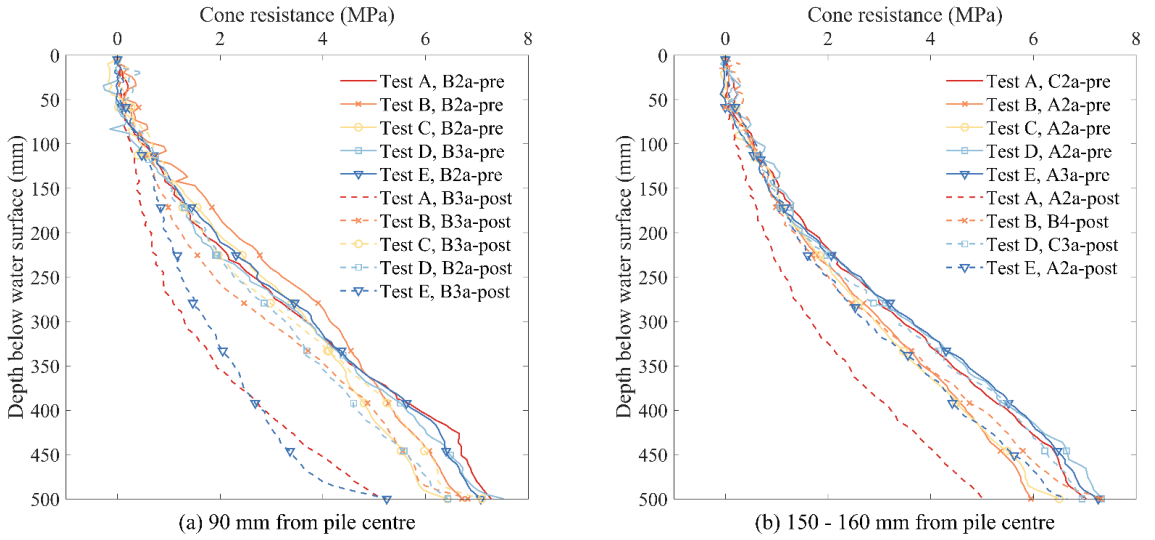 Cone resistance (MPa)
0 2 4 6 8
0
50
100
150
200
250
300
350
400
450
500
Depth below water surface (mm)
Test A, B2a-pre
Test B, B2a-pre
Test C, B2a-pre
Test D, B3a-pre
Test E, B2a-pre
Test A, B3a-post
Test B, B3a-post
Test C, B3a-post
Test D, B2a-post
Test E, B3a-post
(a) 90 mm from pile centre
Cone resistance (MPa)
0 2 4 6 8
0
50
100
150
200
250
300
350
400
450
500
Depth below water surface (mm)
Test A, C2a-pre
Test B, A2a-pre
Test C, A2a-pre
Test D, A2a-pre
Test E, A3a-pre
Test A, A2a-post
Test B, B4-post
Test D, C3a-post
Test E, A2a-post
(b) 150 - 160 mm from pile centre